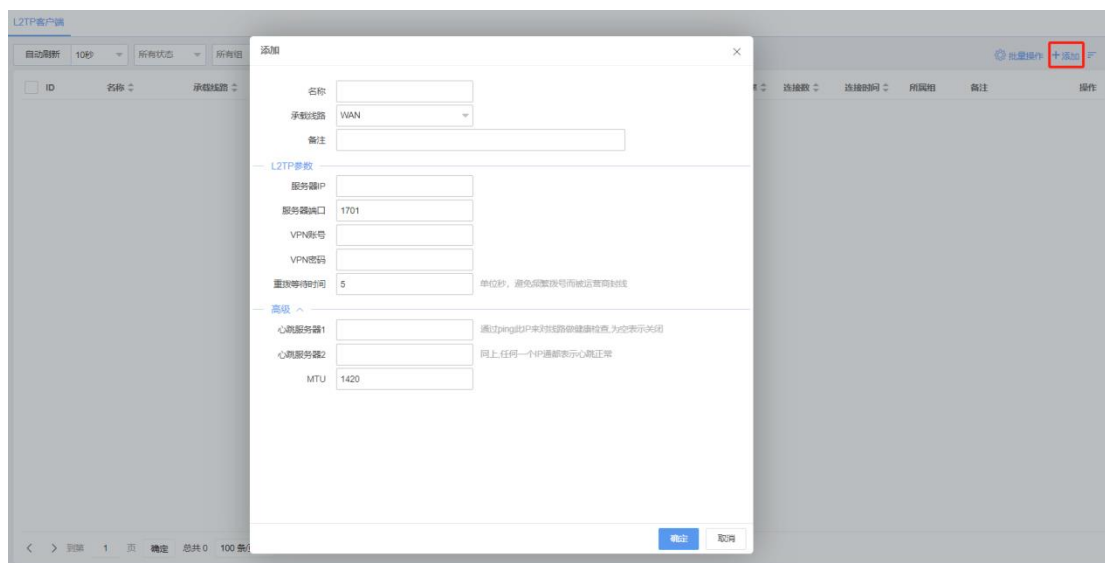 L2TP客户端
自动刷新 10秒 所有状态 所有组
批量操作 +添加
ID 名称 承载线路 连接数 连接时间 所属组 备注 操作
添加
名称
承载线路 WAN
备注
L2TP参数
服务器IP
服务器端口 1701
VPN账号
VPN密码
重拨等待时间 5 单位秒，避免频繁拨号而被运营商封线
高级
心跳服务器1 通过ping此IP来对线路做健康检查,为空表示关闭
心跳服务器2 同上,任何一个IP通都表示心跳正常
MTU 1420
确定 取消
到第 1 页 确定 总共 0 100 条